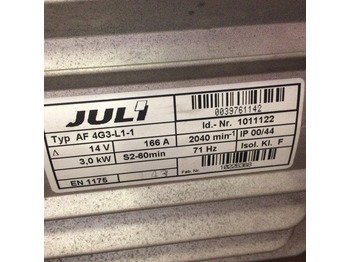 JULI
0039761142
Typ AF 4G3-L1-1
Id.-Nr. 1011122
Δ 14 V 166 A 2040 min⁻¹ IP 00/44
3,0 kW S2-60min 71 Hz Isol. Kl. F
EN 1175 Fab. Nr.